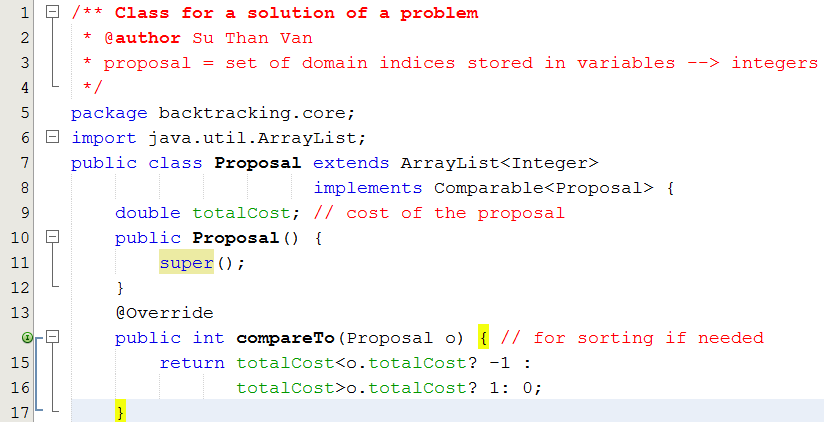 1 /** Class for a solution of a problem
2 * @author Su Than Van
3 * proposal = set of domain indices stored in variables --> integers
4 */
5 package backtracking.core;
6 import java.util.ArrayList;
7 public class Proposal extends ArrayList<Integer>
8 implements Comparable<Proposal> {
9 double totalCost; // cost of the proposal
10 public Proposal() {
11 super();
12 }
13 @Override
public int compareTo(Proposal o) { // for sorting if needed
15 return totalCost<o.totalCost? -1 :
16 totalCost>o.totalCost? 1: 0;
17 }